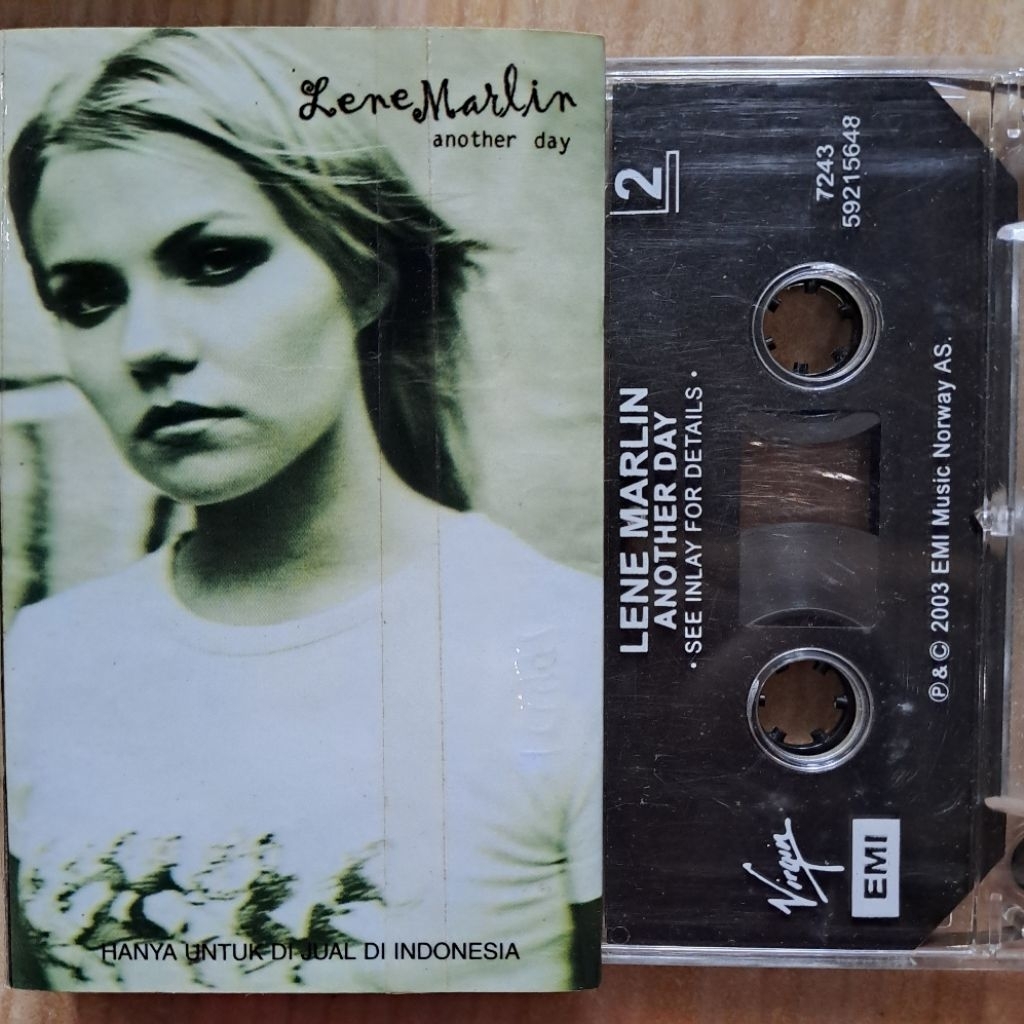 Lene Marlin
another day
HANYA UNTUK DI JUAL DI INDONESIA
2
7243
59215648
LENE MARLIN
ANOTHER DAY
• SEE INLAY FOR DETAILS •
℗ & © 2003 EMI Music Norway AS.
Virgin
EMI